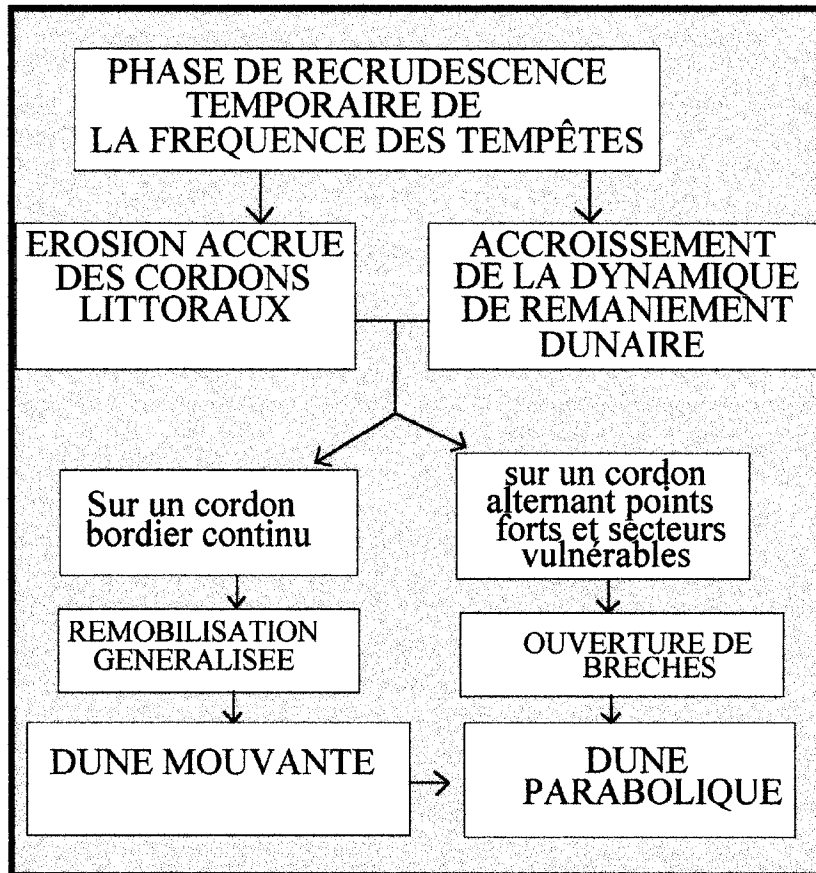 PHASE DE RECRUDESCENCE
TEMPORAIRE DE
LA FREQUENCE DES TEMPÊTES
EROSION ACCRUE
DES CORDONS
LITTORAUX
ACCROISSEMENT
DE LA DYNAMIQUE
DE REMANIEMENT
DUNAIRE
Sur un cordon
bordier continu
sur un cordon
alternant points
forts et secteurs
vulnérables
REMOBILISATION
GENERALISEE
OUVERTURE DE
BRECHES
DUNE MOUVANTE
DUNE
PARABOLIQUE